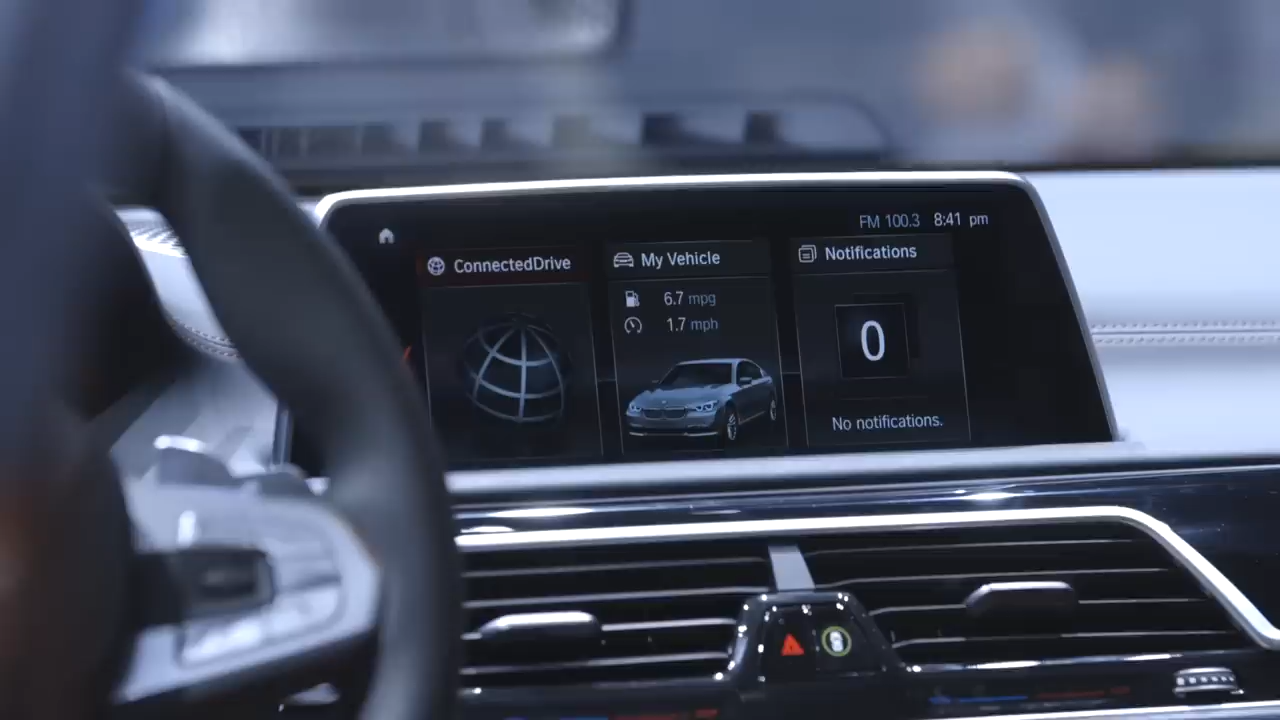 FM 100.3 8:41 pm
ConnectedDrive
My Vehicle
6.7 mpg
1.7 mph
Notifications
0
No notifications.